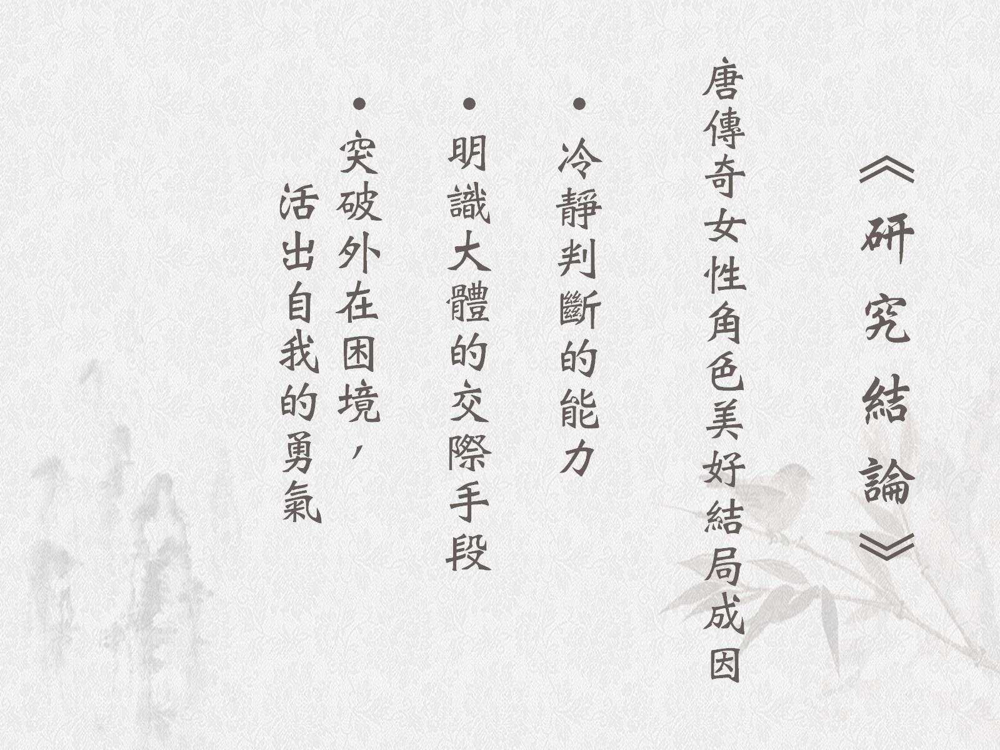 《研究結論》
唐傳奇女性角色美好結局成因
• 冷靜判斷的能力
• 明識大體的交際手段
• 突破外在困境，
活出自我的勇氣